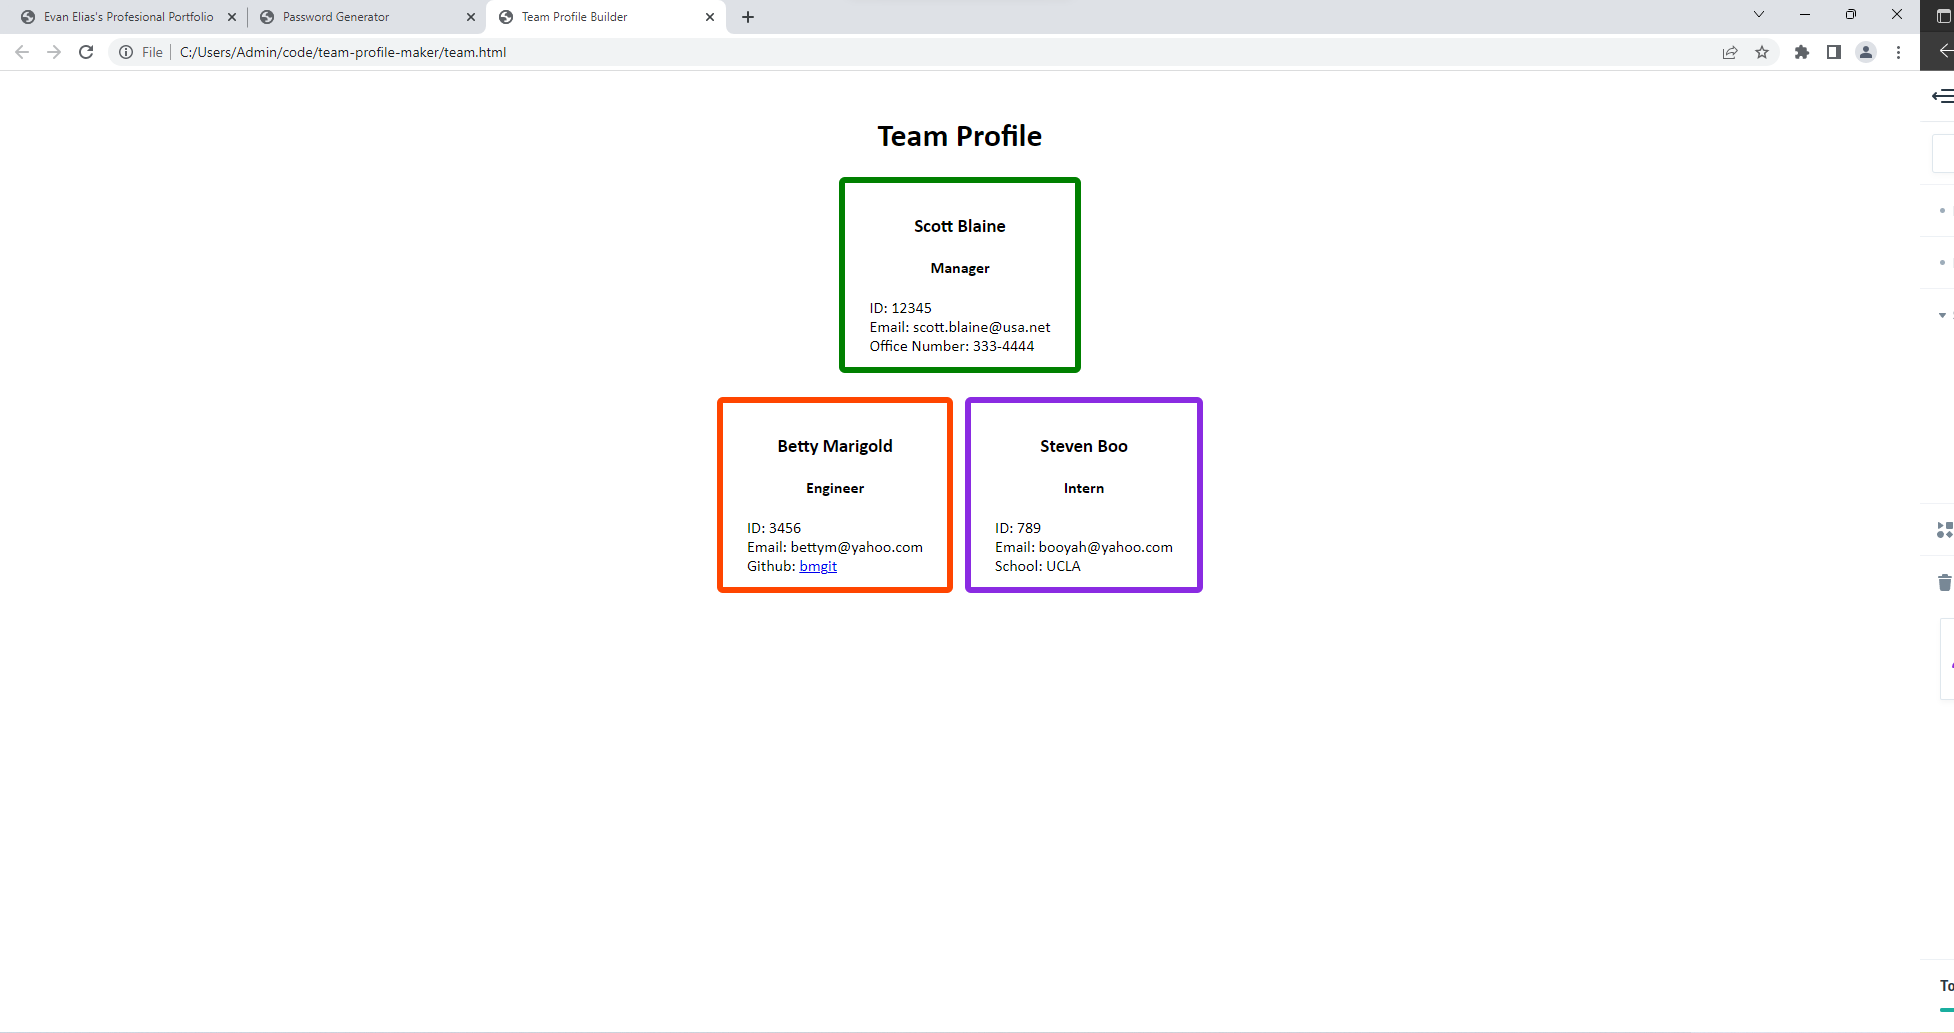 Evan Elias's Profesional Portfolio
Password Generator
Team Profile Builder
File
C:/Users/Admin/code/team-profile-maker/team.html
Team Profile
Scott Blaine
Manager
ID: 12345
Email: scott.blaine@usa.net
Office Number: 333-4444
Betty Marigold
Engineer
ID: 3456
Email: bettym@yahoo.com
Github: bmgit
Steven Boo
Intern
ID: 789
Email: booyah@yahoo.com
School: UCLA
To